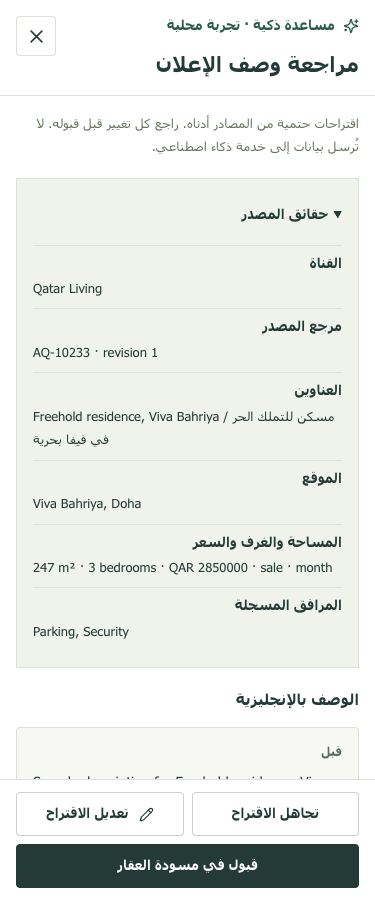 مساعدة ذكية · تجربة محلية
مراجعة وصف الإعلان
اقتراحات حتمية من المصادر أدناه. راجع كل تغيير قبل قبوله. لا
تُرسل بيانات إلى خدمة ذكاء اصطناعي.
▼ حقائق المصدر
القناة
Qatar Living
مرجع المصدر
AQ-10233 · revision 1
العناوين
Freehold residence, Viva Bahriya / مسكن للتملك الحر
في فيفا بحرية
الموقع
Viva Bahriya, Doha
المساحة والغرف والسعر
247 m² · 3 bedrooms · QAR 2850000 · sale · month
المرافق المسجلة
Parking, Security
الوصف بالإنجليزية
قبل
تجاهل الاقتراح
تعديل الاقتراح
قبول في مسودة العقار